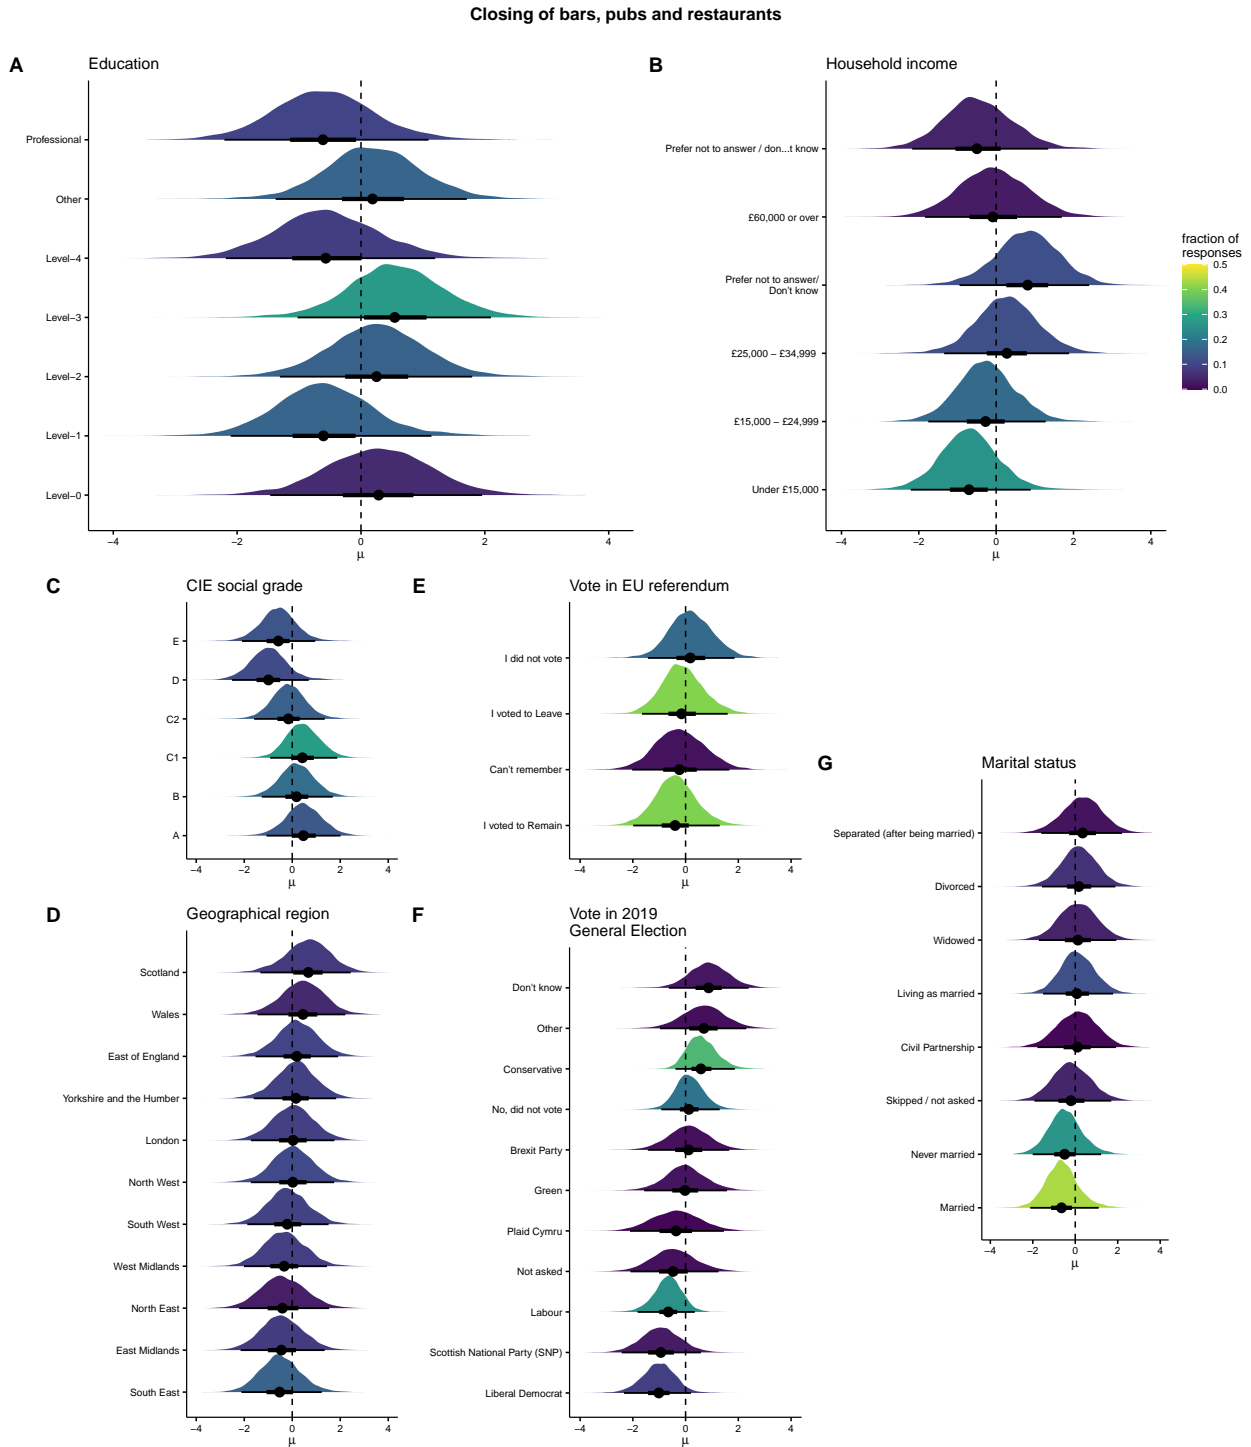 Closing of bars, pubs and restaurants
A
Education
Professional
Other
Level−4
Level−3
Level−2
Level−1
Level−0
−4 −2 0 2 4
μ
B
Household income
Prefer not to answer / don...t know
£60,000 or over
Prefer not to answer/
Don't know
£25,000 − £34,999
£15,000 − £24,999
Under £15,000
−4 −2 0 2 4
μ
fraction of
responses
0.5
0.4
0.3
0.2
0.1
0.0
C
CIE social grade
E
D
C2
C1
B
A
−4 −2 0 2 4
μ
E
Vote in EU referendum
I did not vote
I voted to Leave
Can't remember
I voted to Remain
−4 −2 0 2 4
μ
D
Geographical region
Scotland
Wales
East of England
Yorkshire and the Humber
London
North West
South West
West Midlands
North East
East Midlands
South East
−4 −2 0 2 4
μ
F
Vote in 2019
General Election
Don't know
Other
Conservative
No, did not vote
Brexit Party
Green
Plaid Cymru
Not asked
Labour
Scottish National Party (SNP)
Liberal Democrat
−4 −2 0 2 4
μ
G
Marital status
Separated (after being married)
Divorced
Widowed
Living as married
Civil Partnership
Skipped / not asked
Never married
Married
−4 −2 0 2 4
μ